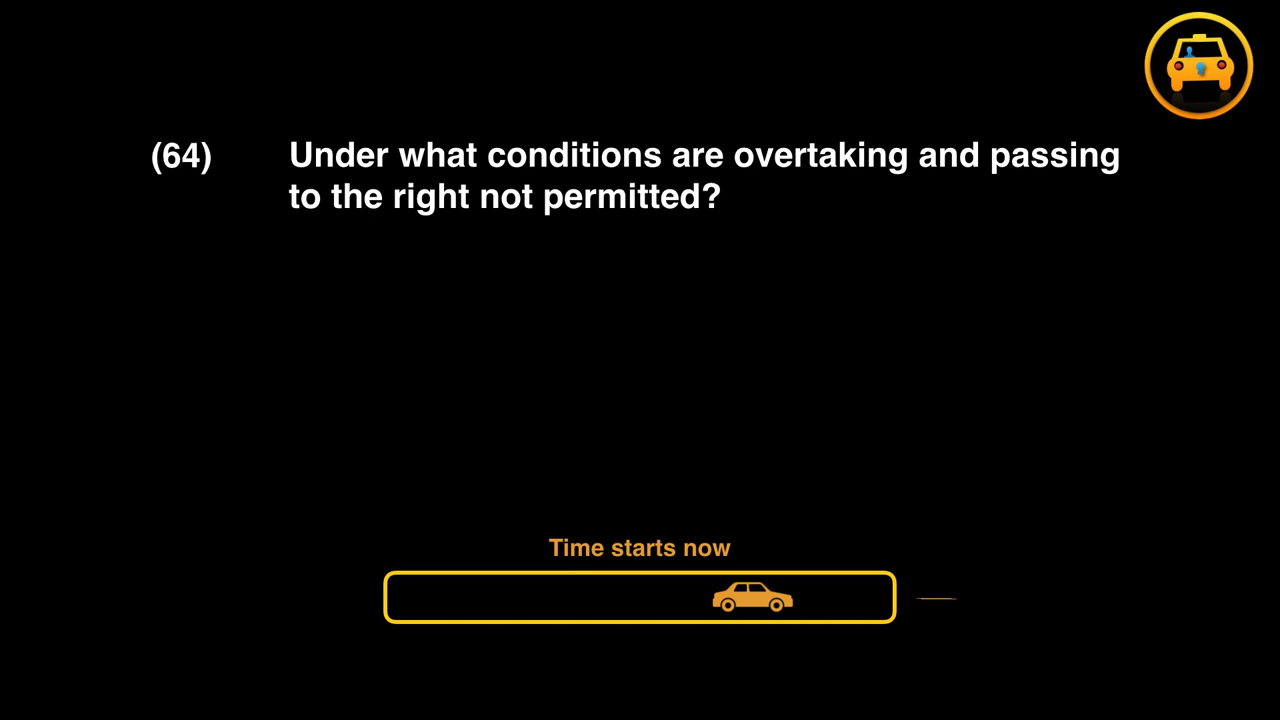 (64) Under what conditions are overtaking and passing
to the right not permitted?
Time starts now